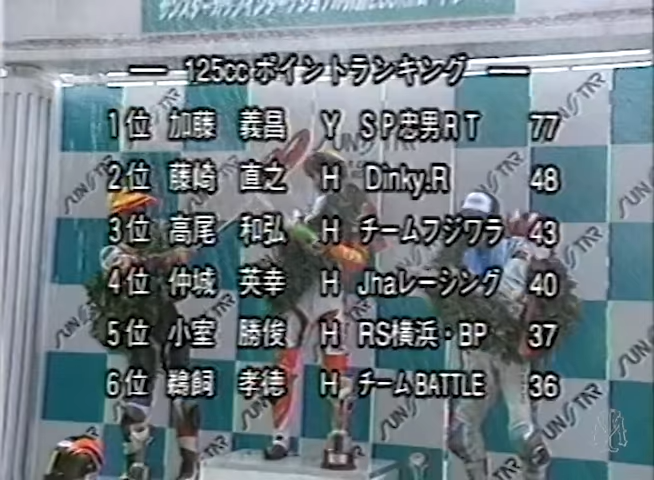 ― 125cc ポイントランキング ―
1位 加藤 義昌 Y SP忠男RT 77
2位 藤崎 直之 H Dinky.R 48
3位 高尾 和弘 H チームフジワラ 43
4位 仲城 英幸 H Jhaレーシング 40
5位 小室 勝俊 H RS横浜・BP 37
6位 鵜飼 孝徳 H チームBATTLE 36
SUNSTAR